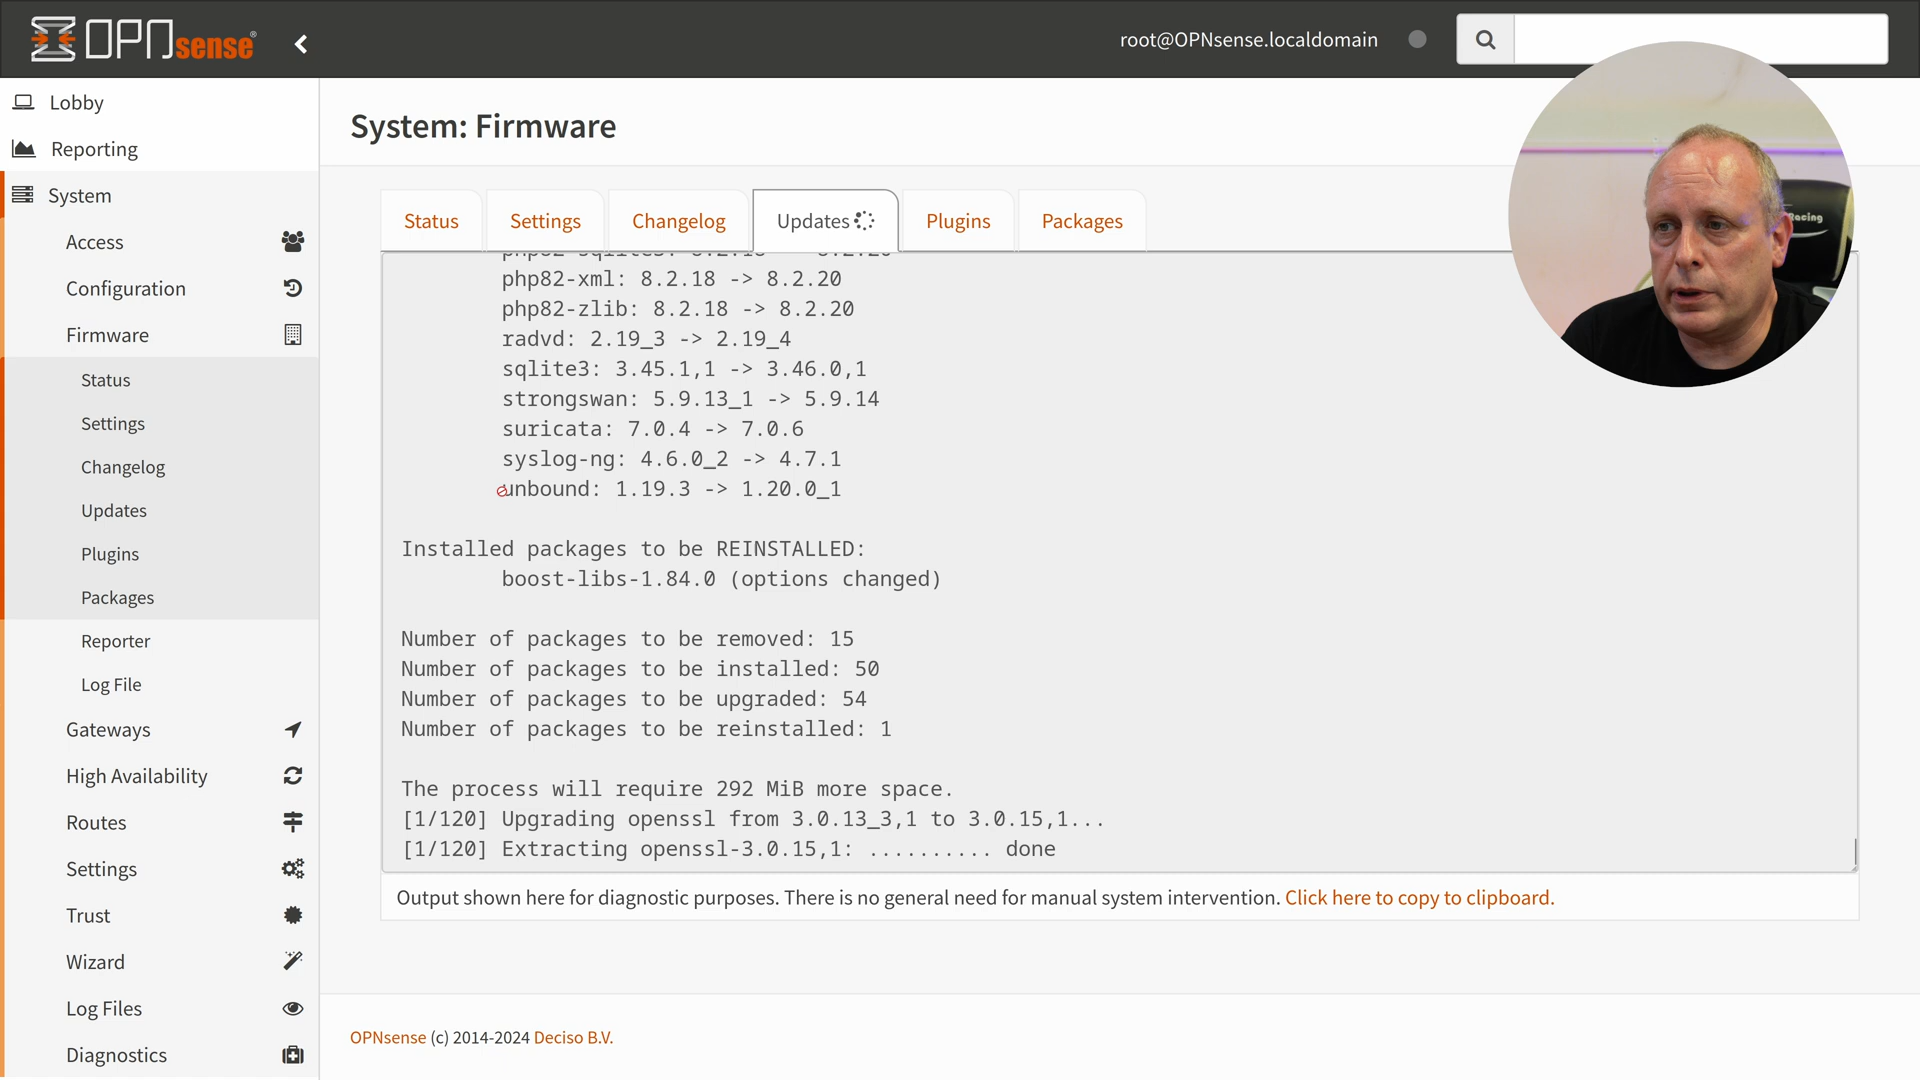 OPNsense®
root@OPNsense.localdomain
Lobby
Reporting
System
Access
Configuration
Firmware
Status
Settings
Changelog
Updates
Plugins
Packages
Reporter
Log File
Gateways
High Availability
Routes
Settings
Trust
Wizard
Log Files
Diagnostics
System: Firmware
Status
Settings
Changelog
Updates
Plugins
Packages
php82-sqlite3: 8.2.18 -> 8.2.20
php82-xml: 8.2.18 -> 8.2.20
php82-zlib: 8.2.18 -> 8.2.20
radvd: 2.19_3 -> 2.19_4
sqlite3: 3.45.1,1 -> 3.46.0,1
strongswan: 5.9.13_1 -> 5.9.14
suricata: 7.0.4 -> 7.0.6
syslog-ng: 4.6.0_2 -> 4.7.1
unbound: 1.19.3 -> 1.20.0_1
Installed packages to be REINSTALLED:
boost-libs-1.84.0 (options changed)
Number of packages to be removed: 15
Number of packages to be installed: 50
Number of packages to be upgraded: 54
Number of packages to be reinstalled: 1
The process will require 292 MiB more space.
[1/120] Upgrading openssl from 3.0.13_3,1 to 3.0.15,1...
[1/120] Extracting openssl-3.0.15,1: .......... done
Output shown here for diagnostic purposes. There is no general need for manual system intervention. Click here to copy to clipboard.
OPNsense (c) 2014-2024 Deciso B.V.
Racing